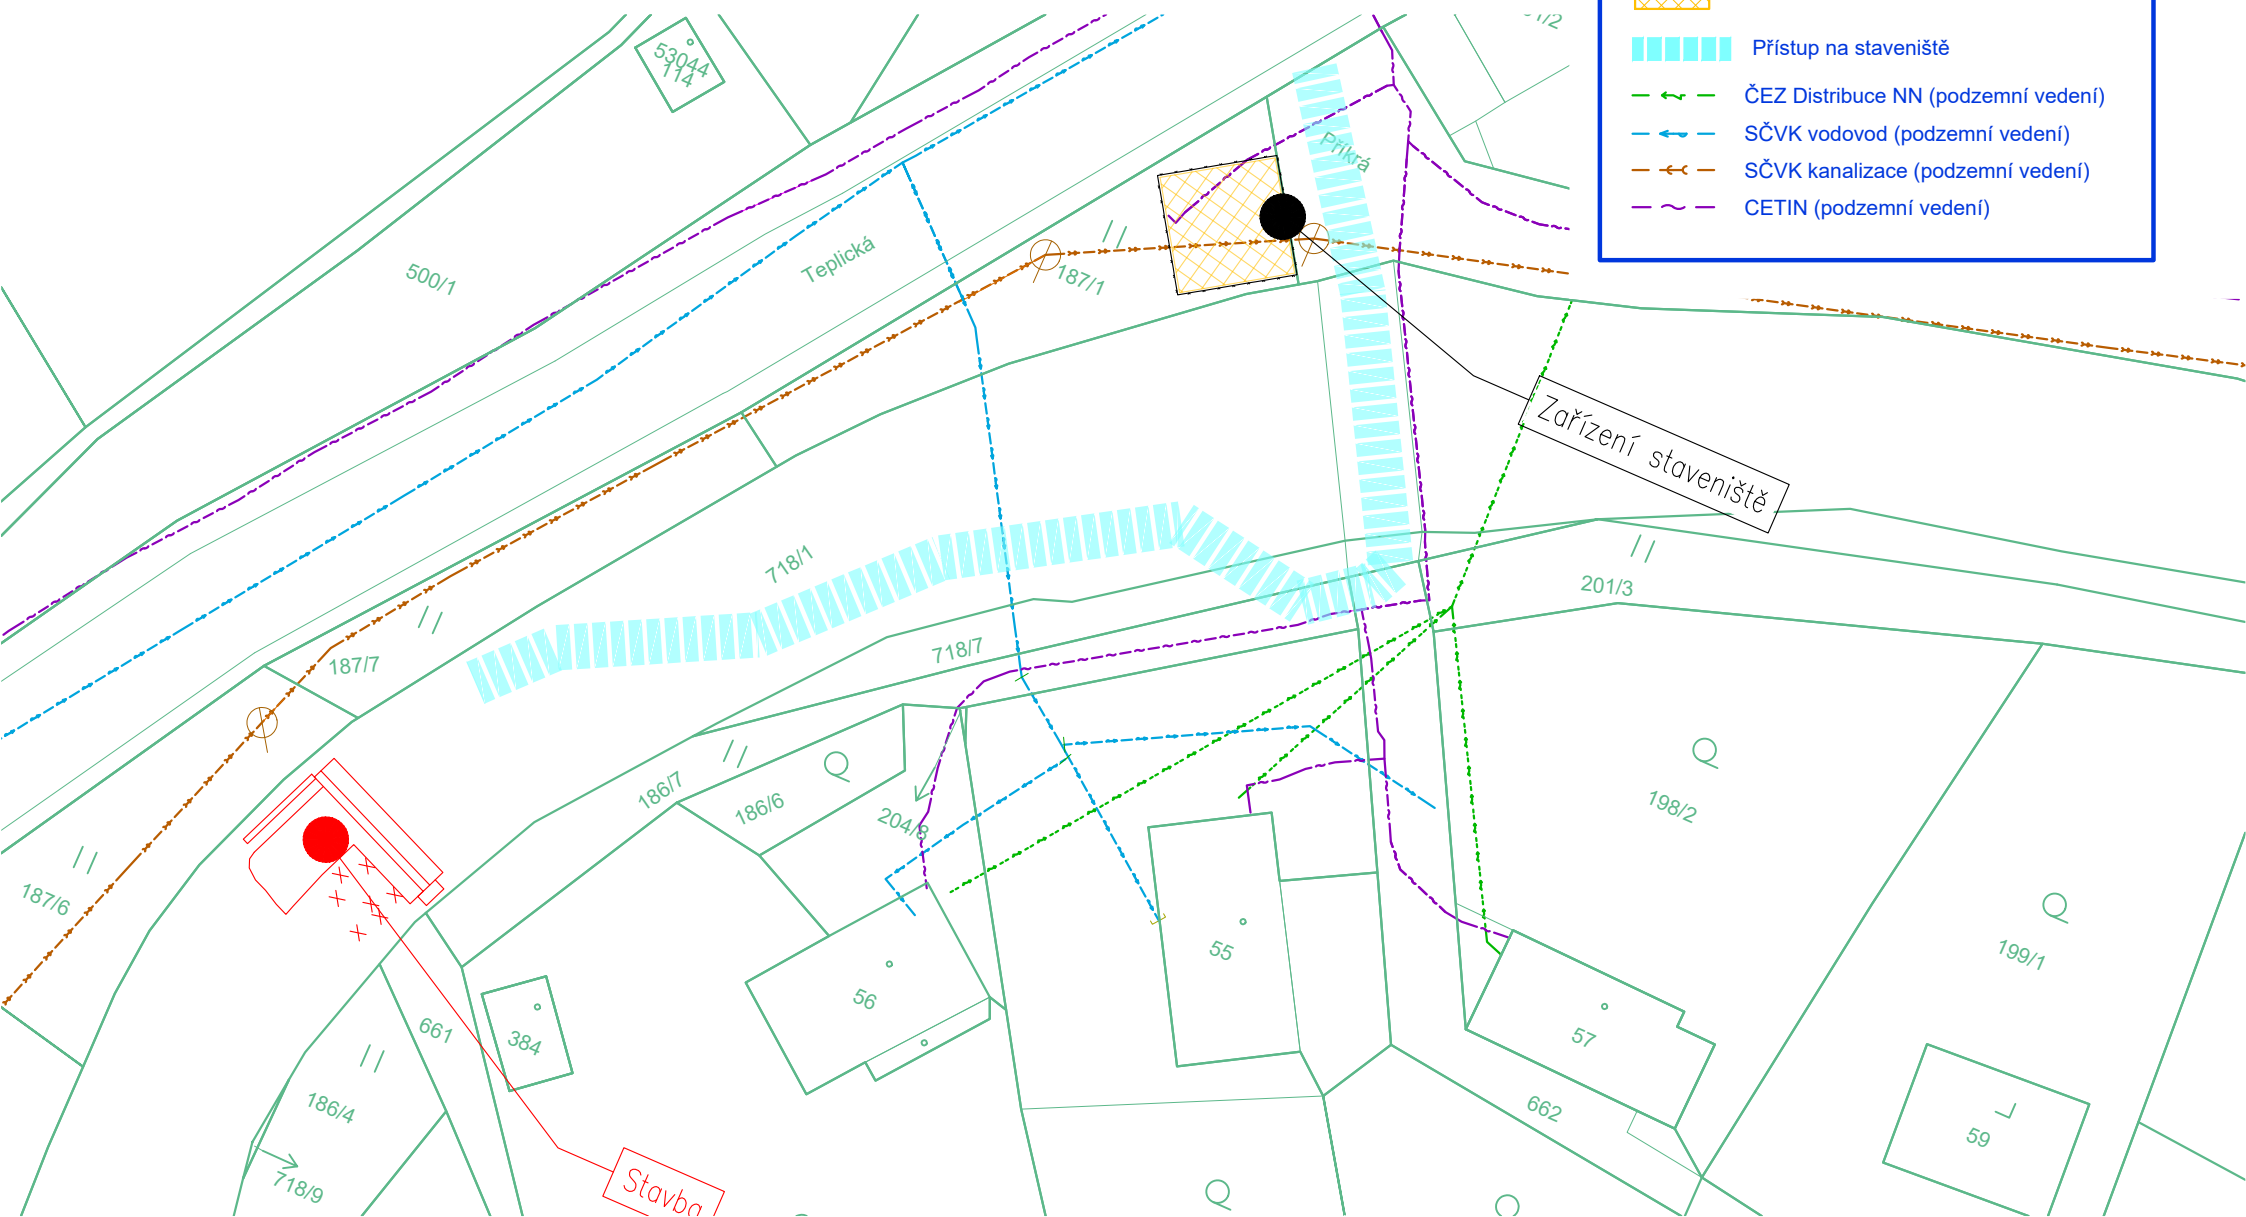 53044
114
Přístup na staveniště
ČEZ Distribuce NN (podzemní vedení)
SČVK vodovod (podzemní vedení)
SČVK kanalizace (podzemní vedení)
CETIN (podzemní vedení)
Příkrá
Teplická
500/1
187/1
Zařízení staveniště
718/1
201/3
718/7
187/7
186/7
186/6
204/8
198/2
187/6
199/1
55
56
57
661
384
186/4
662
59
718/9
Stavba